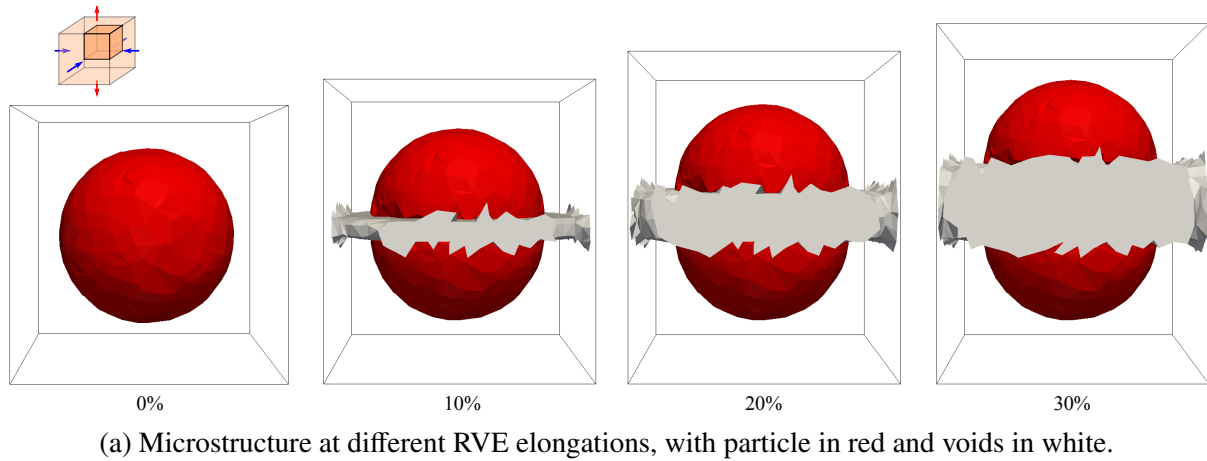 0%
10%
20%
30%
(a) Microstructure at different RVE elongations, with particle in red and voids in white.